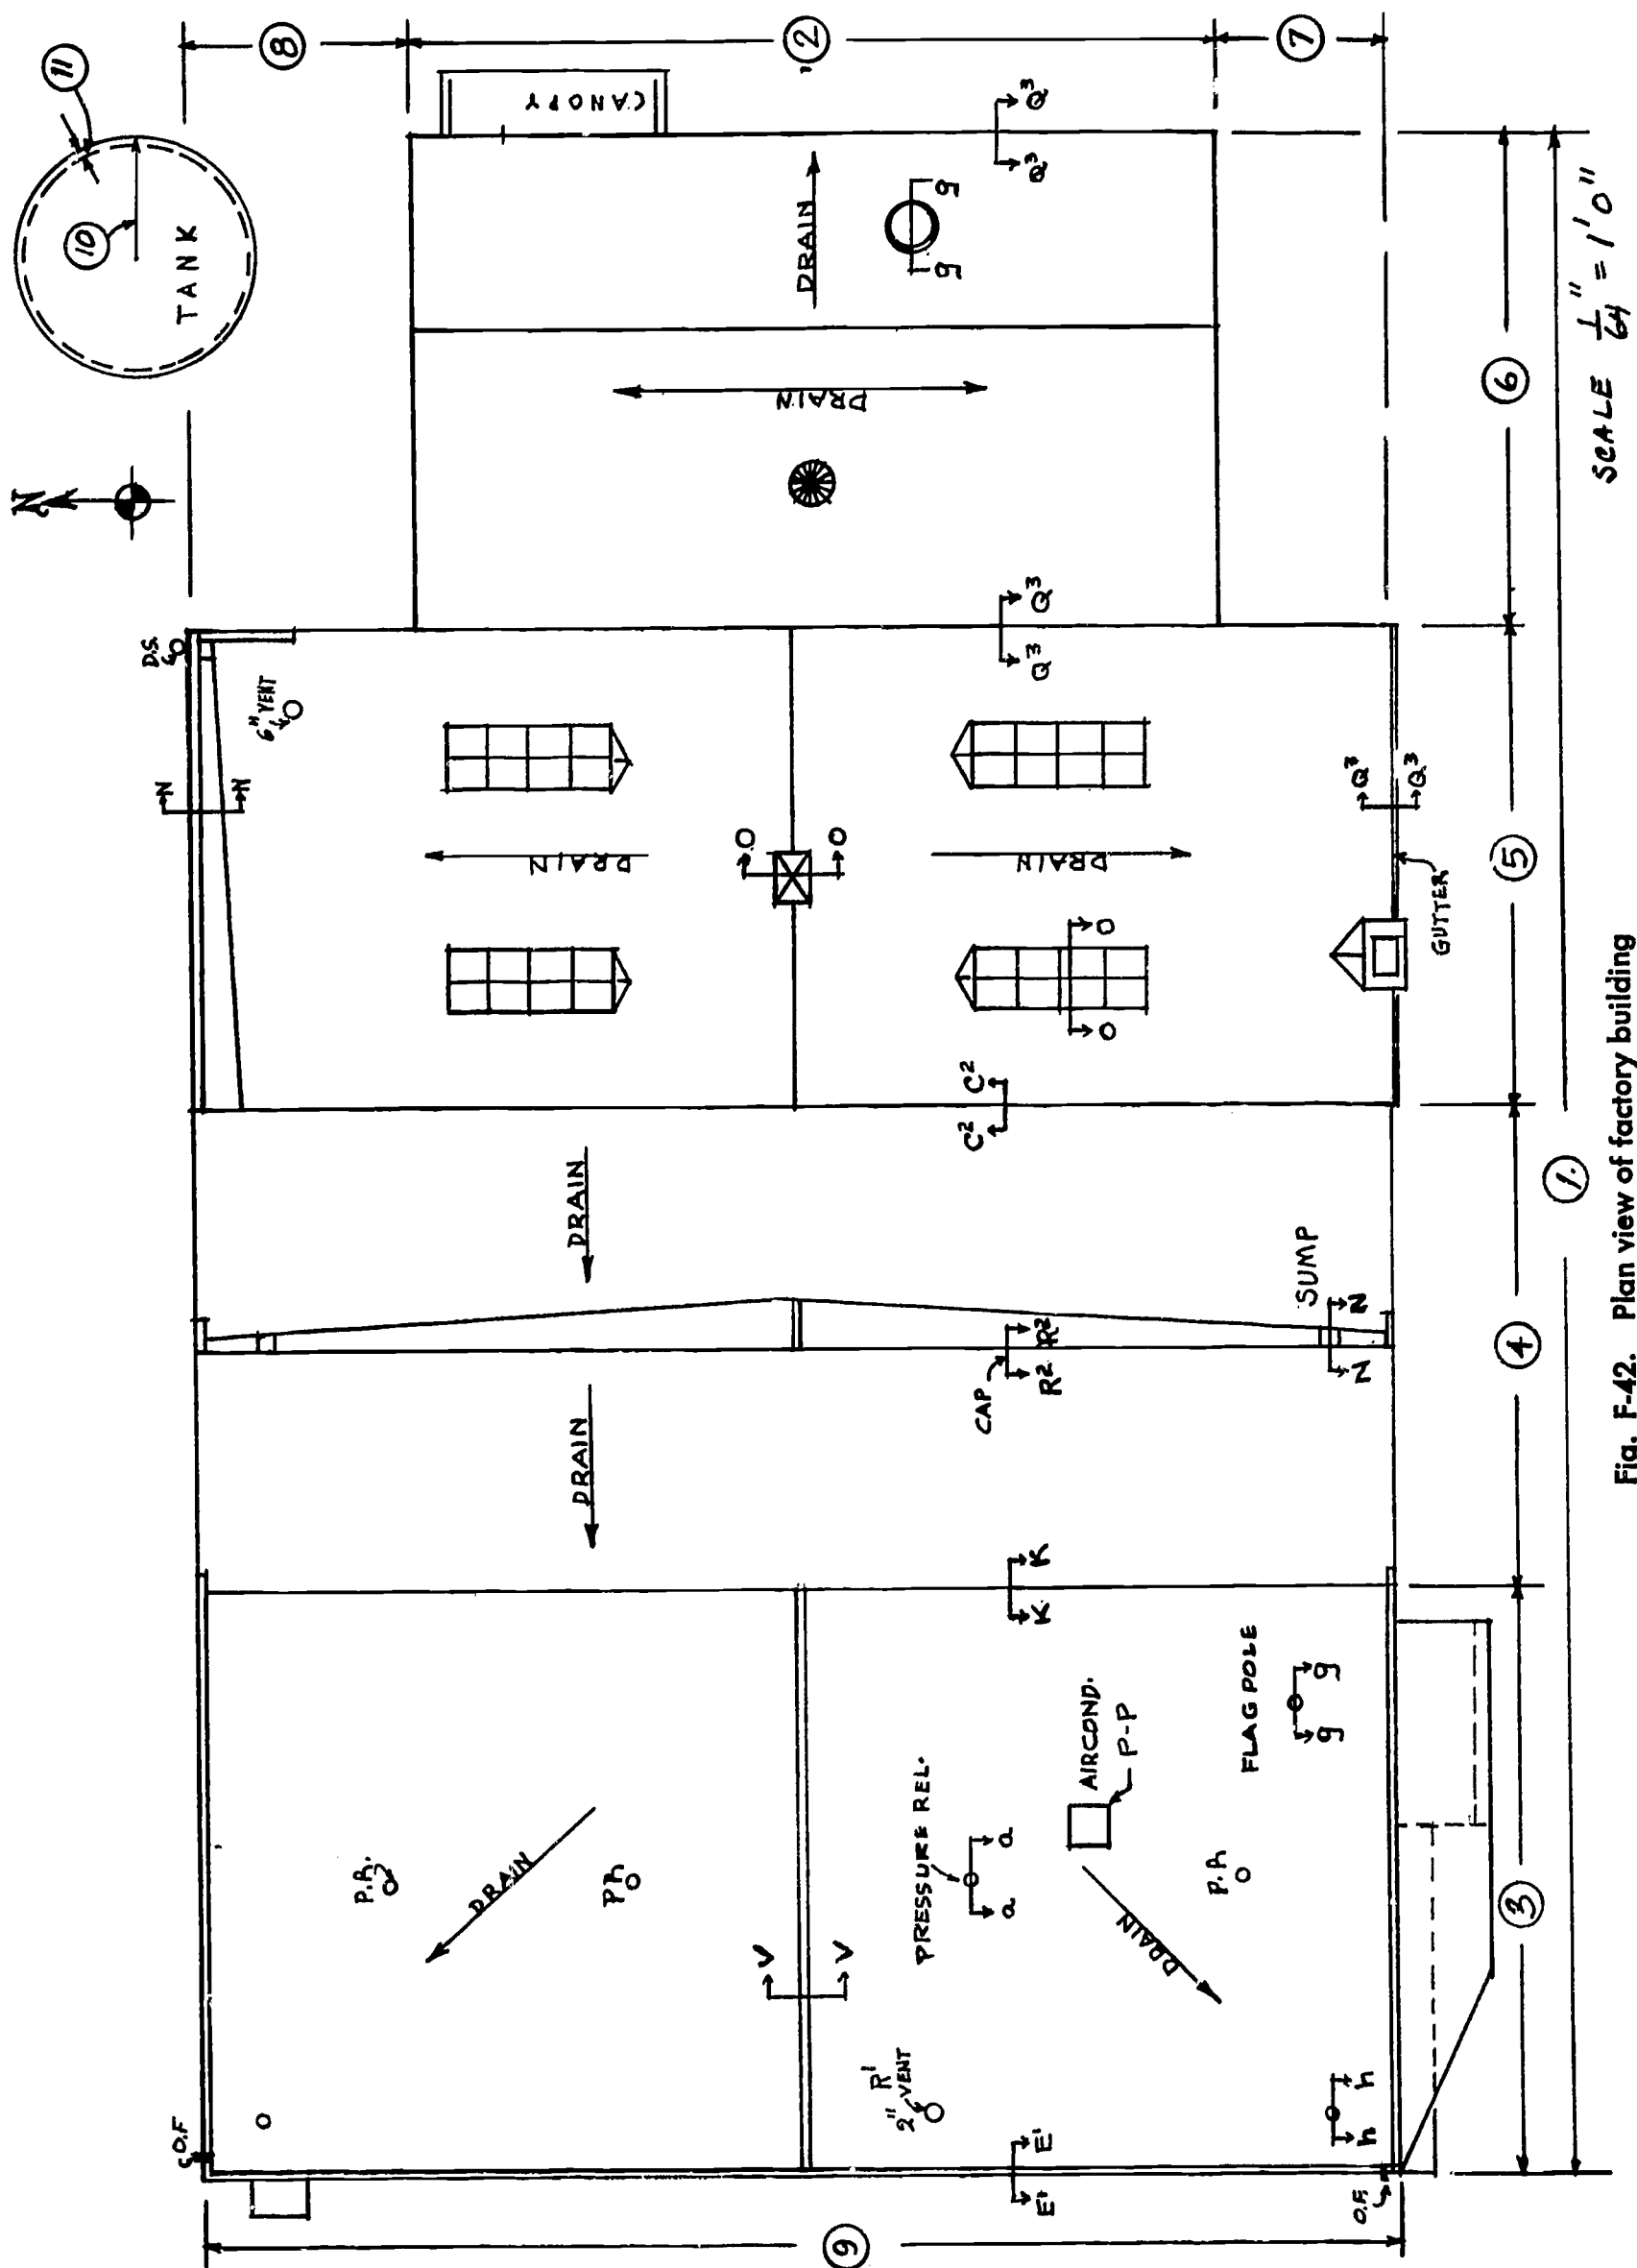 11
8
10
TANK
N
CANOPY
2
7
Q³
Q³
DRAIN
g
g
DRAIN
6
SCALE 1/64" = 1'0"
D.S.
6" VENT
Q³
Q³
N
N
O
O
DRAIN
DRAIN
Q³
Q³
5
GUTTER
O
O
C²
C²
DRAIN
1.
SUMP
R²
R²
CAP
Z
Z
4
DRAIN
K
K
FLAG POLE
g
g
AIRCOND.
P-P
PRESSURE REL.
a
a
P.R.
DRAIN
P.R.
P.R.
3
DRAIN
V
V
R¹
2" VENT
h
h
O.F.
E¹
E¹
O.F.
9
Fig. F-42. Plan view of factory building